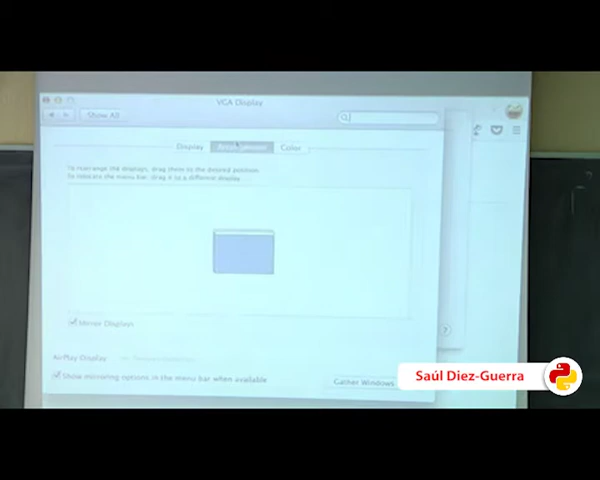 VGA Display
Show All
Display Arrangement Color
To rearrange the displays, drag them to the desired position.
To relocate the menu bar, drag it to a different display.
Mirror Displays
AirPlay Display
Show mirroring options in the menu bar when available
Gather Windows
?
Saúl Diez-Guerra